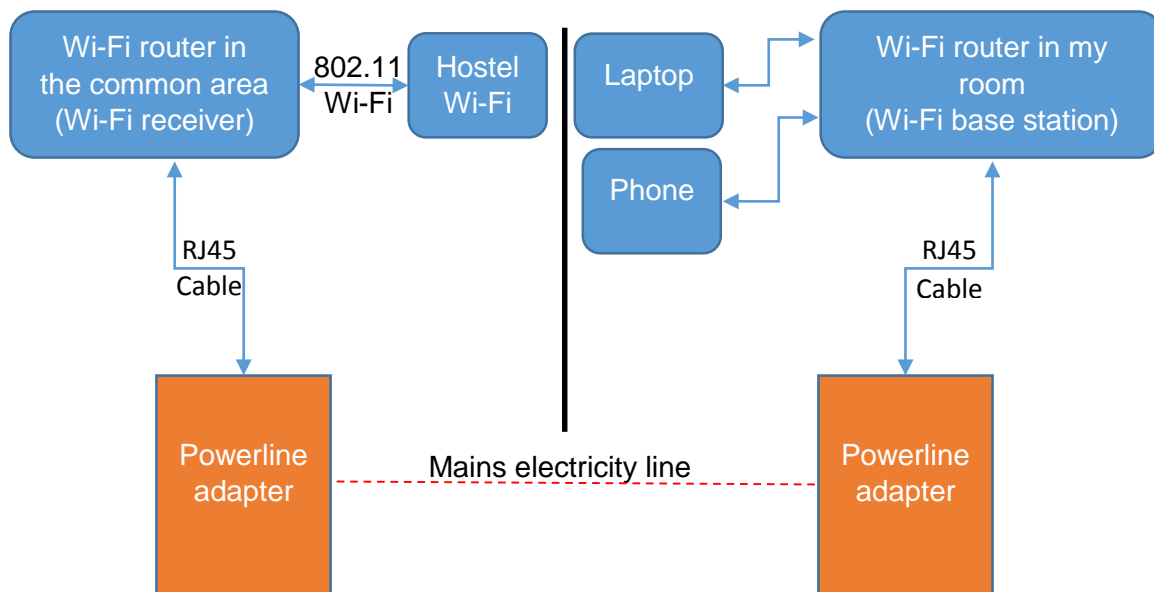 Wi-Fi router in
the common area
(Wi-Fi receiver)
802.11
Wi-Fi
Hostel
Wi-Fi
Laptop
Phone
Wi-Fi router in my
room
(Wi-Fi base station)
RJ45
Cable
RJ45
Cable
Powerline
adapter
Mains electricity line
Powerline
adapter